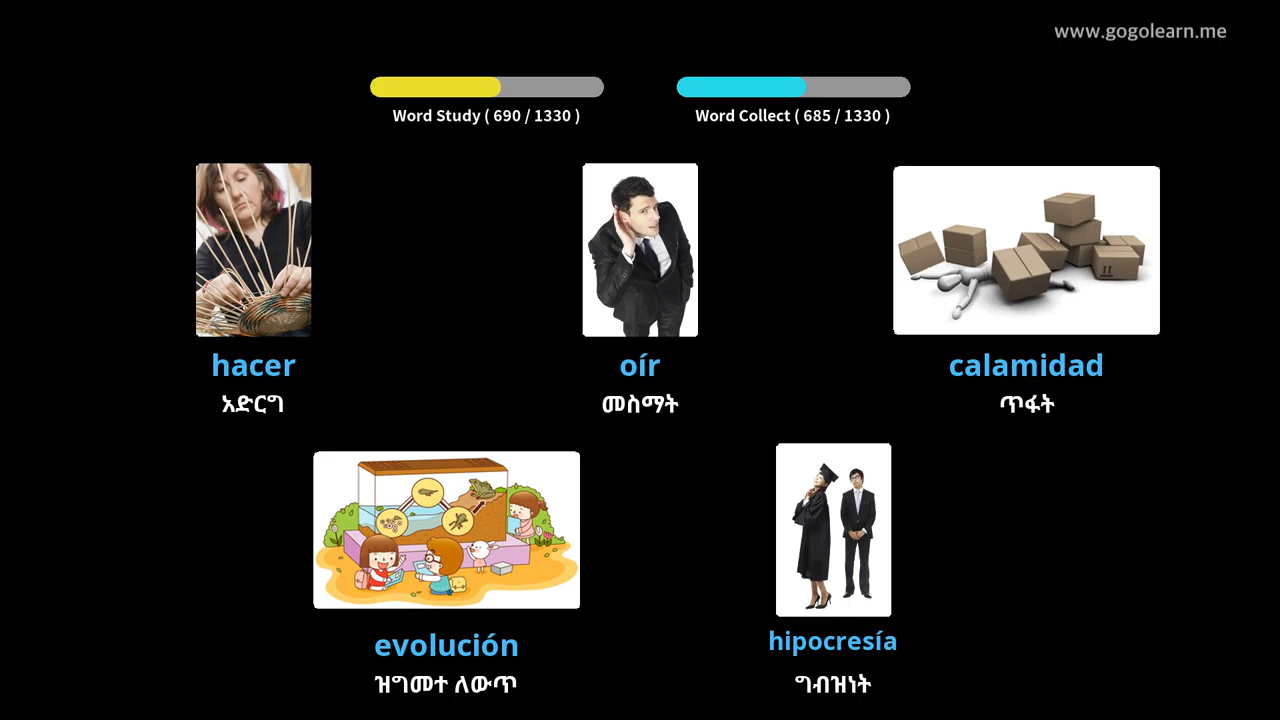 www.gogolearn.me
Word Study ( 690 / 1330 )
Word Collect ( 685 / 1330 )
hacer
አድርግ
oír
መስማት
calamidad
ጥፋት
evolución
ዝግመተ ለውጥ
hipocresía
ግብዝነት